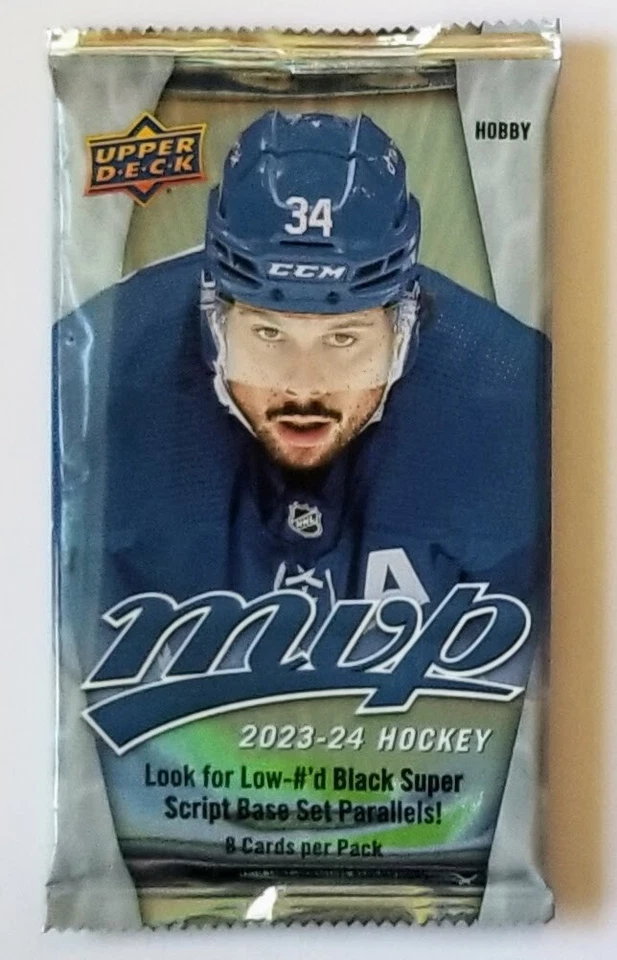 UPPER
D·E·C·K
HOBBY
34
CCM
NHL
A
mvp
2023-24 HOCKEY
Look for Low-#'d Black Super
Script Base Set Parallels!
8 Cards per Pack